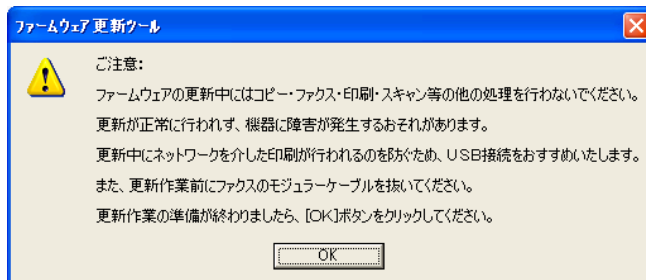 ファームウェア更新ツール
ご注意:
ファームウェアの更新中にはコピー・ファクス・印刷・スキャン等の他の処理を行わないでください。
更新が正常に行われず、機器に障害が発生するおそれがあります。
更新中にネットワークを介した印刷が行われるのを防ぐため、USB接続をおすすめいたします。
また、更新作業前にファクスのモジュラーケーブルを抜いてください。
更新作業の準備が終わりましたら、[OK]ボタンをクリックしてください。
OK